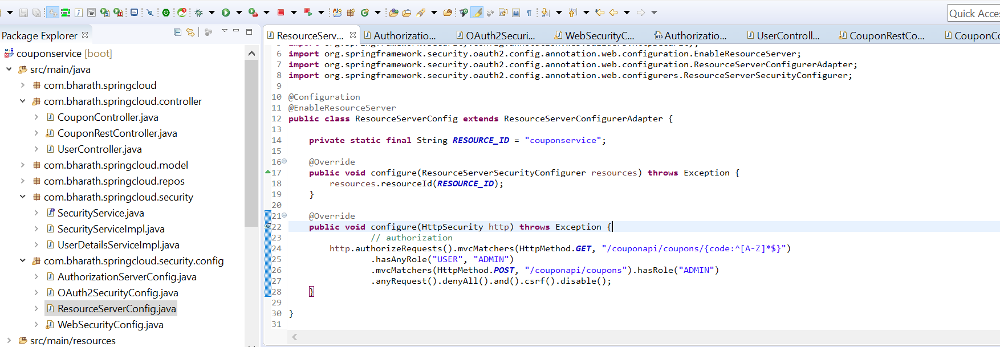 Quick Acce
Package Explorer
ResourceServ...
Authorizatio...
OAuth2Securi...
WebSecurityC...
Authorizatio...
UserControll...
CouponRestCo...
CouponCo
couponservice [boot]
src/main/java
com.bharath.springcloud
com.bharath.springcloud.controller
CouponController.java
CouponRestController.java
UserController.java
com.bharath.springcloud.model
com.bharath.springcloud.repos
com.bharath.springcloud.security
SecurityService.java
SecurityServiceImpl.java
UserDetailsServiceImpl.java
com.bharath.springcloud.security.config
AuthorizationServerConfig.java
OAuth2SecurityConfig.java
ResourceServerConfig.java
WebSecurityConfig.java
src/main/resources
6 import org.springframework.security.oauth2.config.annotation.web.configuration.EnableResourceServer;
7 import org.springframework.security.oauth2.config.annotation.web.configuration.ResourceServerConfigurerAdapter;
8 import org.springframework.security.oauth2.config.annotation.web.configurers.ResourceServerSecurityConfigurer;
9
10 @Configuration
11 @EnableResourceServer
12 public class ResourceServerConfig extends ResourceServerConfigurerAdapter {
13
14 private static final String RESOURCE_ID = "couponservice";
15
16 @Override
17 public void configure(ResourceServerSecurityConfigurer resources) throws Exception {
18 resources.resourceId(RESOURCE_ID);
19 }
20
21 @Override
22 public void configure(HttpSecurity http) throws Exception {
23 // authorization
24 http.authorizeRequests().mvcMatchers(HttpMethod.GET, "/couponapi/coupons/{code:^[A-Z]*$}")
25 .hasAnyRole("USER", "ADMIN")
26 .mvcMatchers(HttpMethod.POST, "/couponapi/coupons").hasRole("ADMIN")
27 .anyRequest().denyAll().and().csrf().disable();
28 }
29
30 }
31